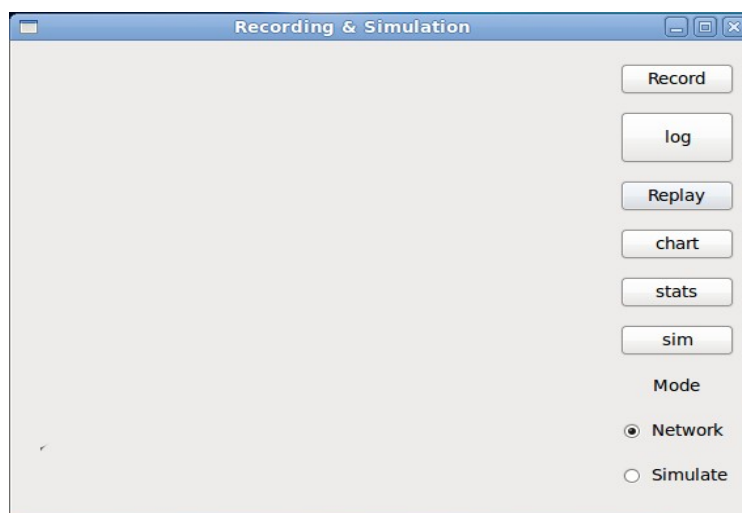 Recording & Simulation
Record
log
Replay
chart
stats
sim
Mode
Network
Simulate